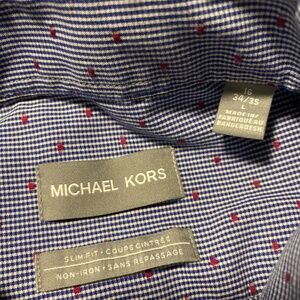 16
34/35
L
MADE IN/
FABRIQUÉ AU
BANGLADESH
MICHAEL KORS
SLIM FIT • COUPE CINTRÉE
NON-IRON • SANS REPASSAGE